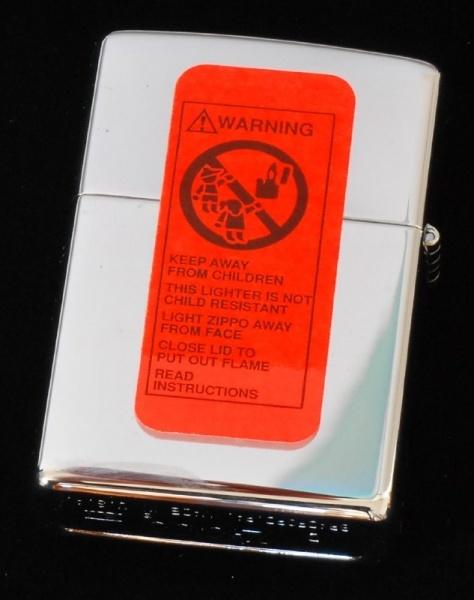 WARNING
KEEP AWAY
FROM CHILDREN
THIS LIGHTER IS NOT
CHILD RESISTANT
LIGHT ZIPPO AWAY
FROM FACE
CLOSE LID TO
PUT OUT FLAME
READ
INSTRUCTIONS